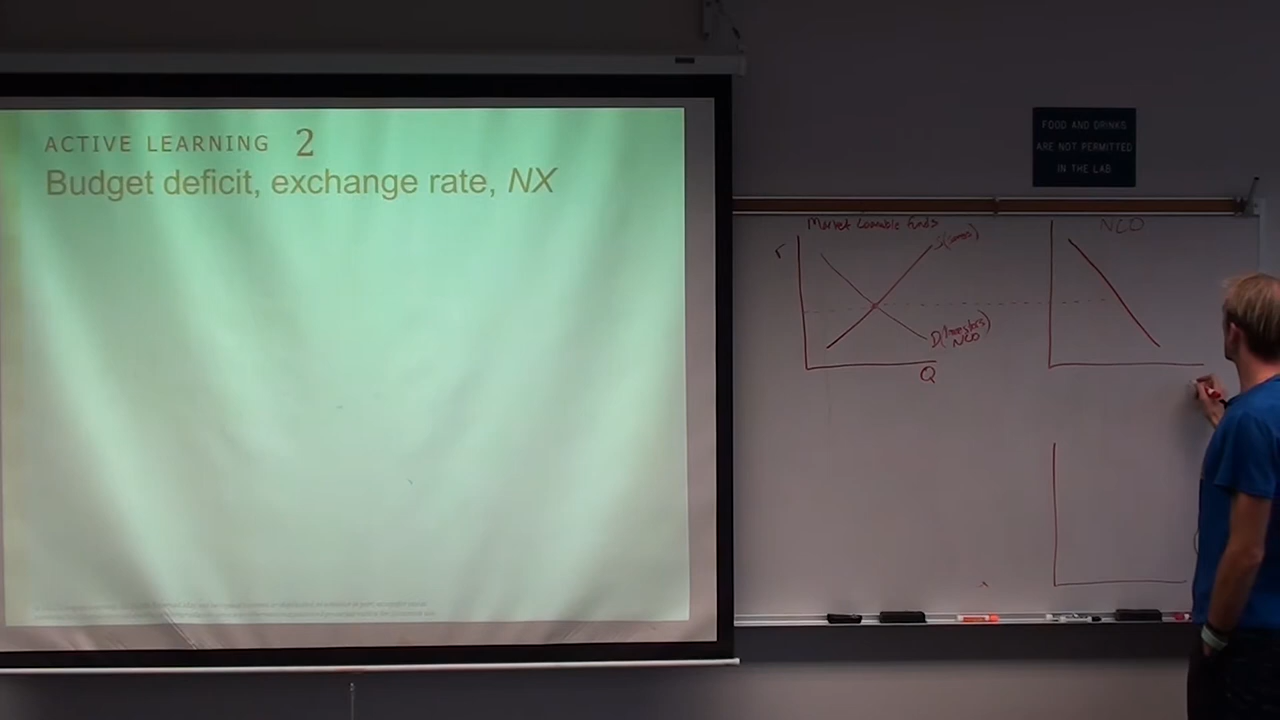 ACTIVE LEARNING 2
Budget deficit, exchange rate, NX
FOOD AND DRINKS
ARE NOT PERMITTED
IN THE LAB
Market Loanable Funds
NCO
r
D(Investors)
NCO
Q